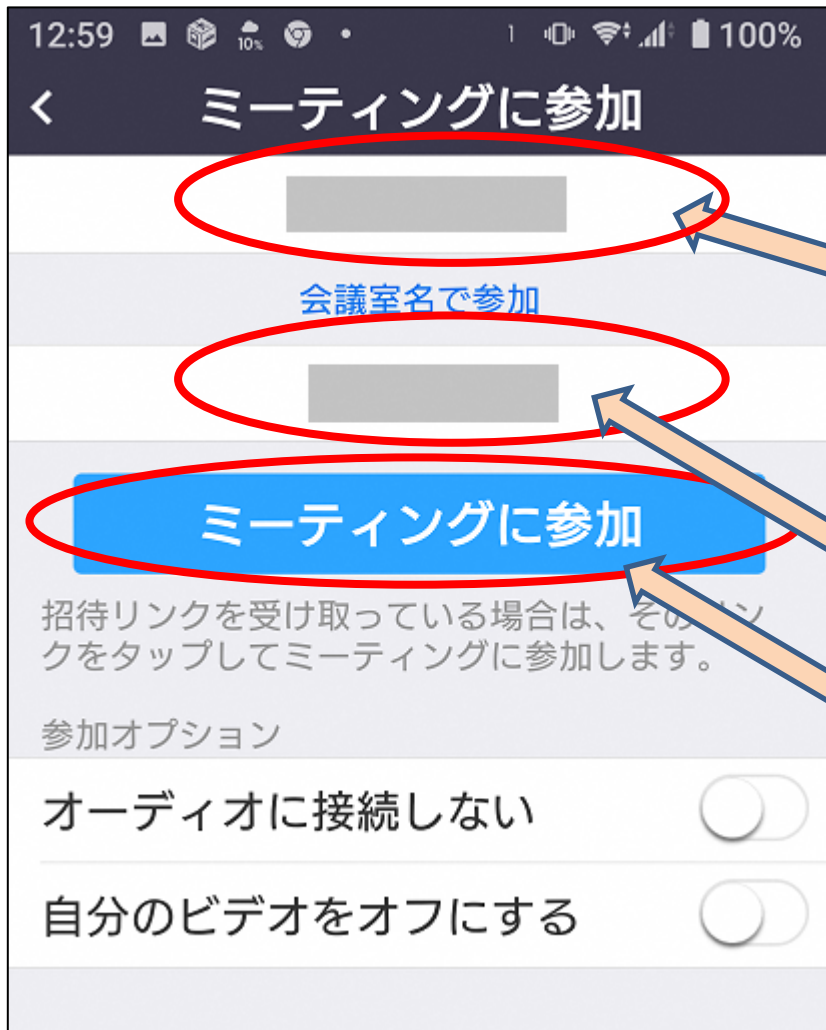 12:59 10% 1 100%
ミーティングに参加
会議室名で参加
ミーティングに参加
招待リンクを受け取っている場合は、そのリン
クをタップしてミーティングに参加します。
参加オプション
オーディオに接続しない
自分のビデオをオフにする